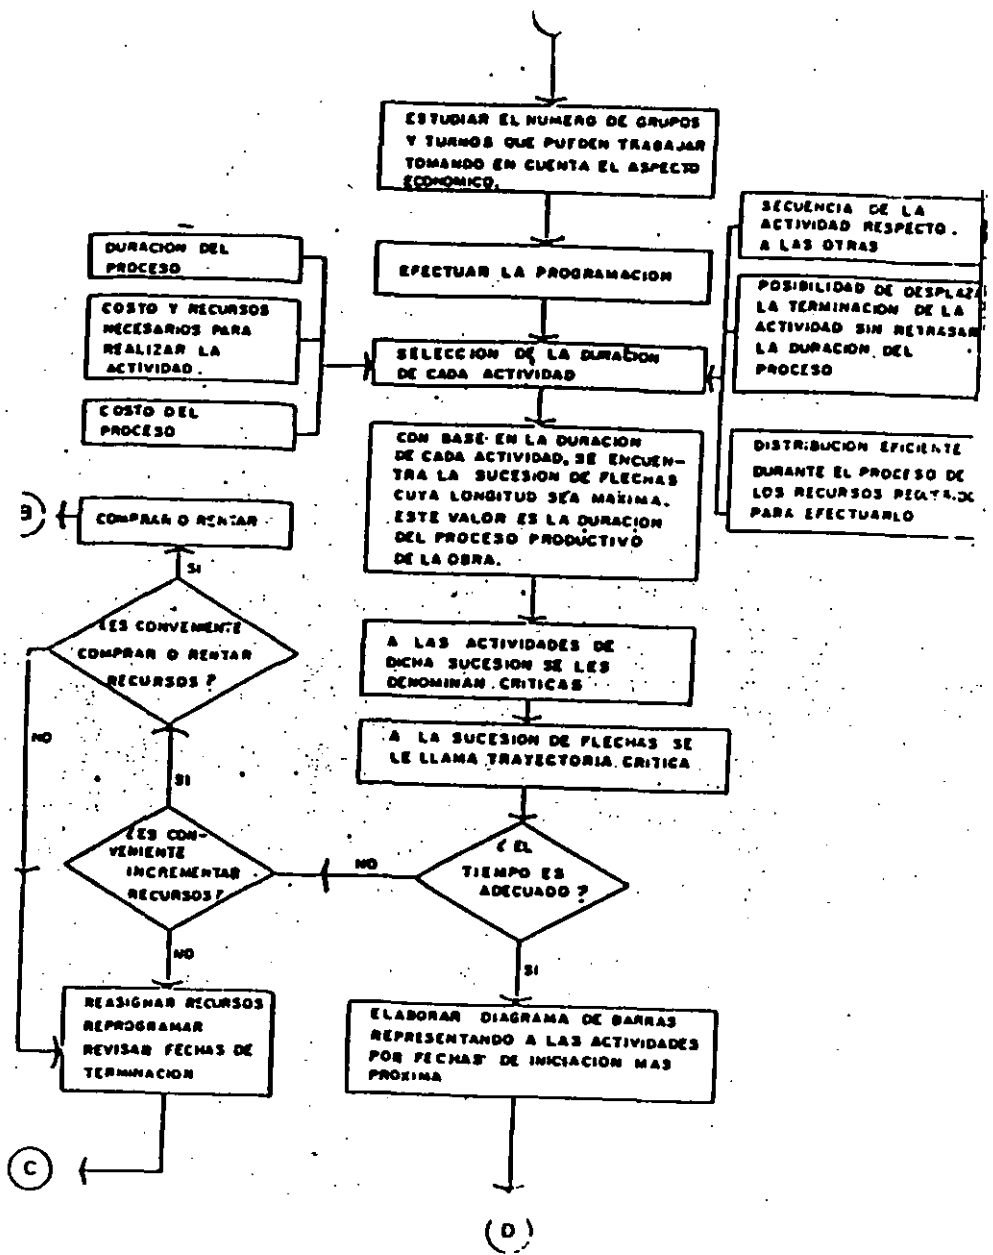 ESTUDIAR EL NUMERO DE GRUPOS
Y TURNOS QUE PUEDEN TRABAJAR
TOMANDO EN CUENTA EL ASPECTO
ECONOMICO.
EFECTUAR LA PROGRAMACION
DURACION DEL
PROCESO
COSTO Y RECURSOS
NECESARIOS PARA
REALIZAR LA
ACTIVIDAD.
COSTO DEL
PROCESO
SELECCION DE LA DURACION
DE CADA ACTIVIDAD
SECUENCIA DE LA
ACTIVIDAD RESPECTO.
A LAS OTRAS
POSIBILIDAD DE DESPLAZA
LA TERMINACION DE LA
ACTIVIDAD SIN RETRASAR
LA DURACION DEL
PROCESO
DISTRIBUCION EFICIENTE
DURANTE EL PROCESO DE
LOS RECURSOS
PARA EFECTUARLO
CON BASE EN LA DURACION
DE CADA ACTIVIDAD, SE ENCUEN-
TRA LA SUCESION DE FLECHAS
CUYA LONGITUD SEA MAXIMA.
ESTE VALOR ES LA DURACION
DEL PROCESO PRODUCTIVO
DE LA OBRA.
A LAS ACTIVIDADES DE
DICHA SUCESION SE LES
DENOMINAN CRITICAS
A LA SUCESION DE FLECHAS SE
LE LLAMA TRAYECTORIA CRITICA
¿ EL
TIEMPO ES
ADECUADO ?
NO
SI
¿ES CON-
VENIENTE
INCREMENTAR
RECURSOS?
SI
NO
¿ES CONVENIENTE
COMPRAR O RENTAR
RECURSOS ?
SI
NO
COMPRAR O RENTAR
B
REASIGNAR RECURSOS
REPROGRAMAR
REVISAR FECHAS DE
TERMINACION
C
ELABORAR DIAGRAMA DE BARRAS
REPRESENTANDO A LAS ACTIVIDADES
POR FECHAS DE INICIACION MAS
PROXIMA
D